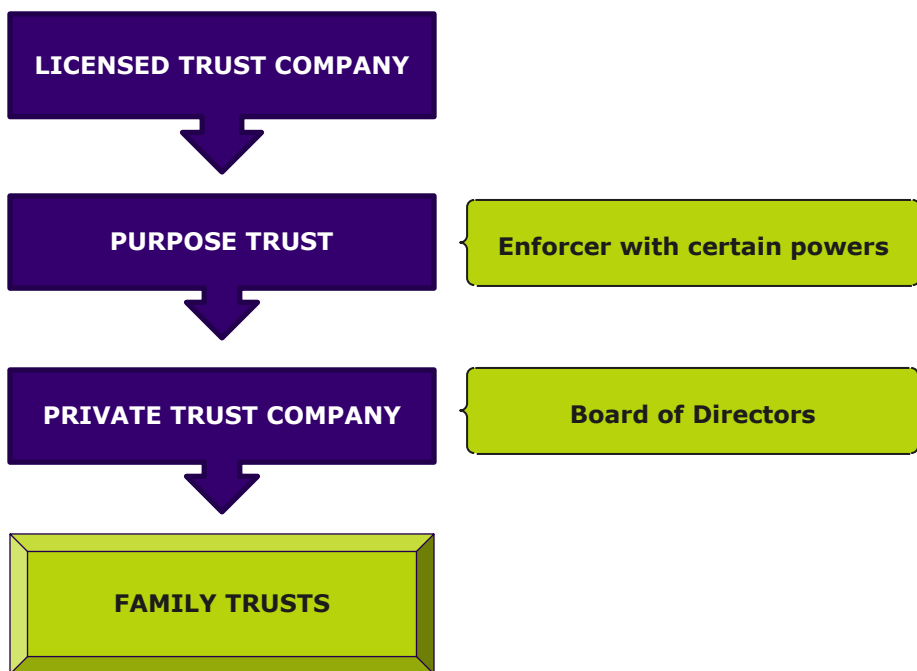 LICENSED TRUST COMPANY
PURPOSE TRUST
Enforcer with certain powers
PRIVATE TRUST COMPANY
Board of Directors
FAMILY TRUSTS